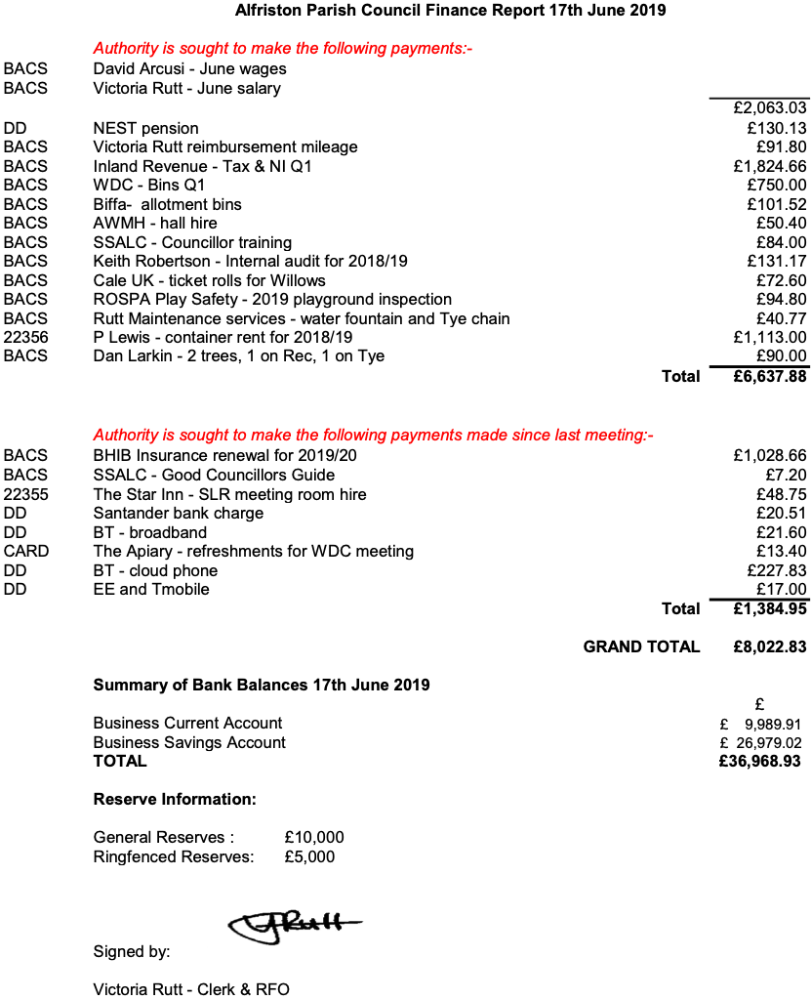 Alfriston Parish Council Finance Report 17th June 2019
Authority is sought to make the following payments:-
BACS David Arcusi - June wages
BACS Victoria Rutt - June salary
£2,063.03
DD NEST pension £130.13
BACS Victoria Rutt reimbursement mileage £91.80
BACS Inland Revenue - Tax & NI Q1 £1,824.66
BACS WDC - Bins Q1 £750.00
BACS Biffa-  allotment bins £101.52
BACS AWMH - hall hire £50.40
BACS SSALC - Councillor training £84.00
BACS Keith Robertson - Internal audit for 2018/19 £131.17
BACS Cale UK - ticket rolls for Willows £72.60
BACS ROSPA Play Safety - 2019 playground inspection £94.80
BACS Rutt Maintenance services - water fountain and Tye chain £40.77
22356 P Lewis - container rent for 2018/19 £1,113.00
BACS Dan Larkin - 2 trees, 1 on Rec, 1 on Tye £90.00
Total £6,637.88
Authority is sought to make the following payments made since last meeting:-
BACS BHIB Insurance renewal for 2019/20 £1,028.66
BACS SSALC - Good Councillors Guide £7.20
22355 The Star Inn - SLR meeting room hire £48.75
DD Santander bank charge £20.51
DD BT - broadband £21.60
CARD The Apiary - refreshments for WDC meeting £13.40
DD BT - cloud phone £227.83
DD EE and Tmobile £17.00
Total £1,384.95
GRAND TOTAL £8,022.83
Summary of Bank Balances 17th June 2019
£
Business Current Account £ 9,989.91
Business Savings Account £ 26,979.02
TOTAL £36,968.93
Reserve Information:
General Reserves : £10,000
Ringfenced Reserves: £5,000
VRutt
Signed by:
Victoria Rutt - Clerk & RFO